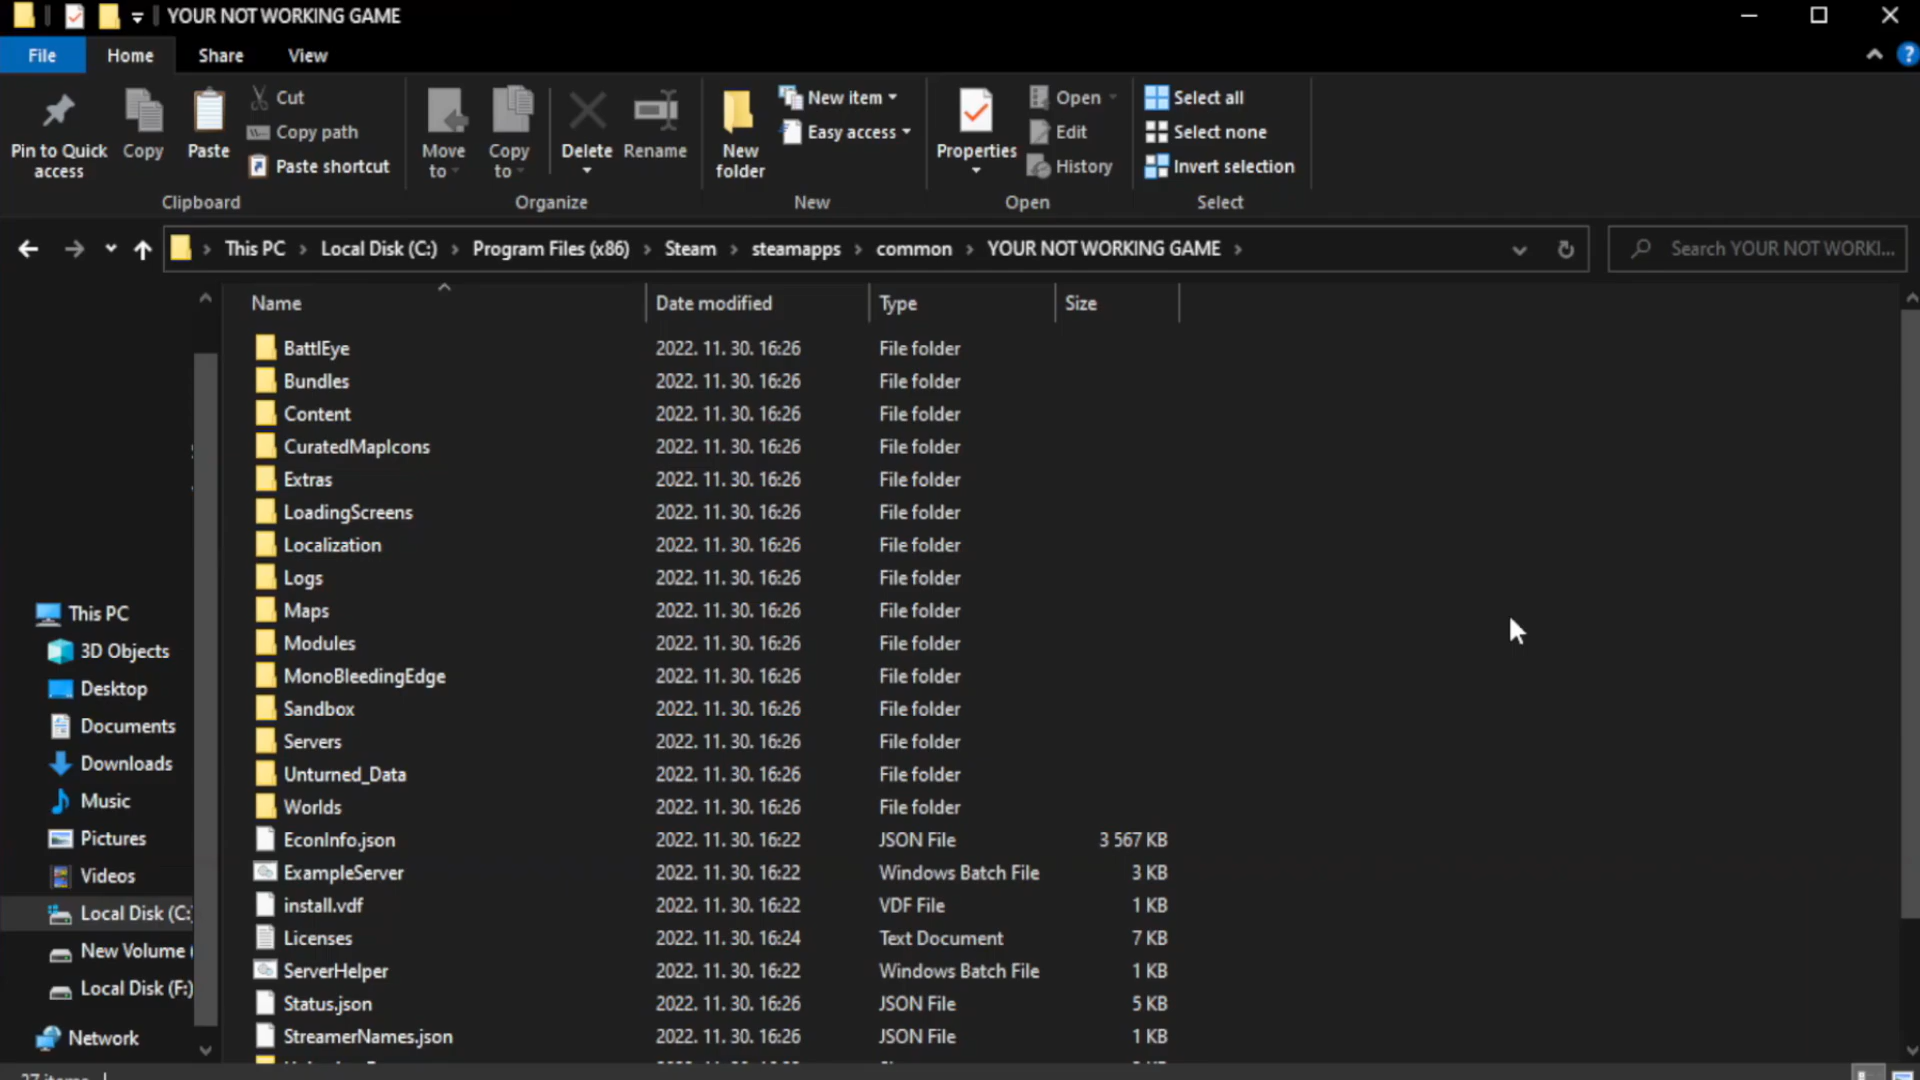 YOUR NOT WORKING GAME
File Home Share View
Pin to Quick access
Copy
Paste
Cut
Copy path
Paste shortcut
Clipboard
Move to
Copy to
Delete
Rename
Organize
New folder
New item
Easy access
New
Properties
Open
Edit
History
Open
Select all
Select none
Invert selection
Select
This PC Local Disk (C:) Program Files (x86) Steam steamapps common YOUR NOT WORKING GAME
Search YOUR NOT WORKI...
Name Date modified Type Size
BattlEye 2022. 11. 30. 16:26 File folder
Bundles 2022. 11. 30. 16:26 File folder
Content 2022. 11. 30. 16:26 File folder
CuratedMapIcons 2022. 11. 30. 16:26 File folder
Extras 2022. 11. 30. 16:26 File folder
LoadingScreens 2022. 11. 30. 16:26 File folder
Localization 2022. 11. 30. 16:26 File folder
Logs 2022. 11. 30. 16:26 File folder
Maps 2022. 11. 30. 16:26 File folder
Modules 2022. 11. 30. 16:26 File folder
MonoBleedingEdge 2022. 11. 30. 16:26 File folder
Sandbox 2022. 11. 30. 16:26 File folder
Servers 2022. 11. 30. 16:26 File folder
Unturned_Data 2022. 11. 30. 16:26 File folder
Worlds 2022. 11. 30. 16:26 File folder
EconInfo.json 2022. 11. 30. 16:22 JSON File 3 567 KB
ExampleServer 2022. 11. 30. 16:22 Windows Batch File 3 KB
install.vdf 2022. 11. 30. 16:22 VDF File 1 KB
Licenses 2022. 11. 30. 16:24 Text Document 7 KB
ServerHelper 2022. 11. 30. 16:22 Windows Batch File 1 KB
Status.json 2022. 11. 30. 16:26 JSON File 5 KB
StreamerNames.json 2022. 11. 30. 16:26 JSON File 1 KB
This PC
3D Objects
Desktop
Documents
Downloads
Music
Pictures
Videos
Local Disk (C:
New Volume (
Local Disk (F:)
Network